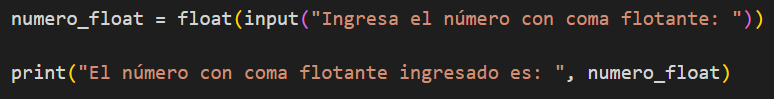 numero_float = float(input("Ingresa el número con coma flotante: "))
print("El número con coma flotante ingresado es: ", numero_float)